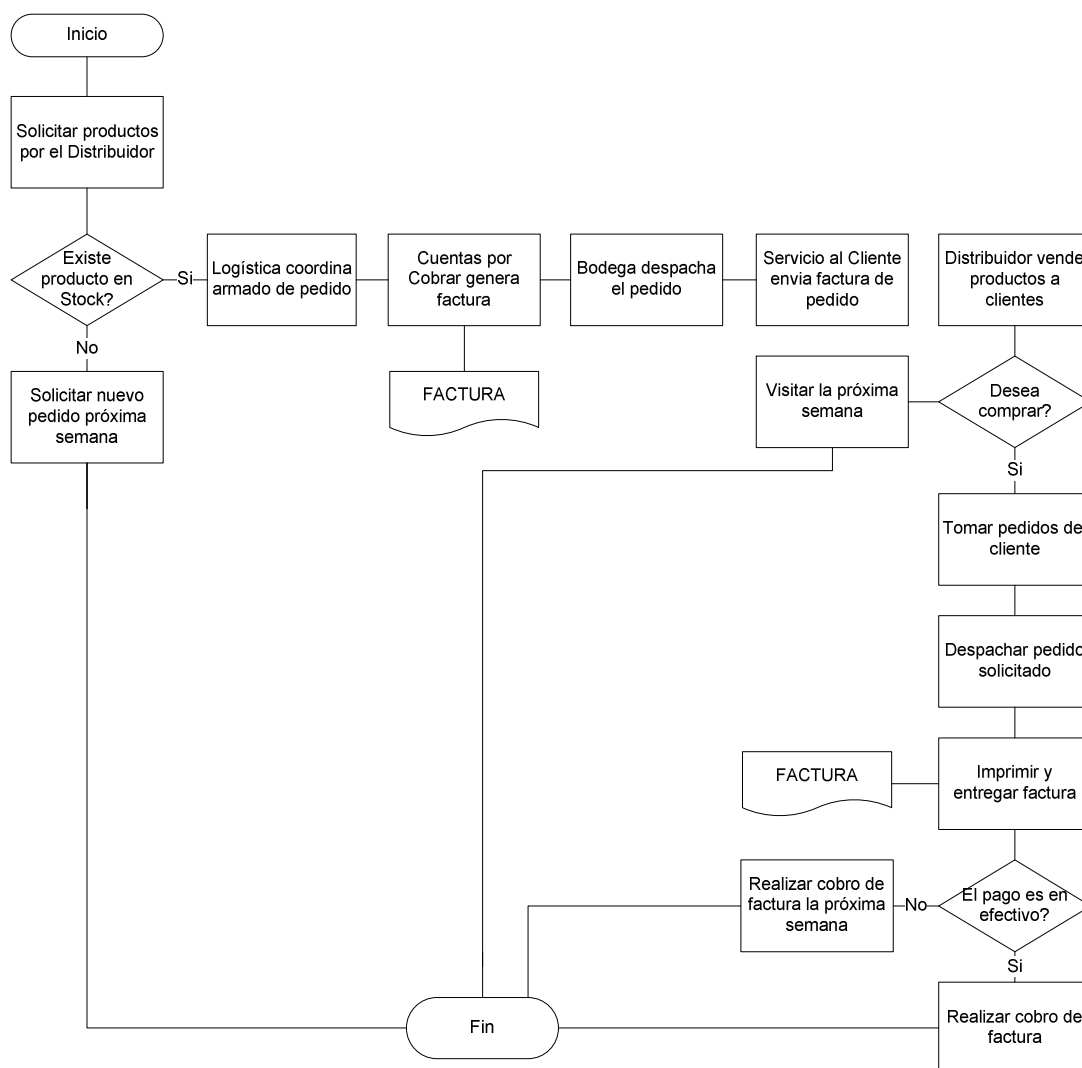 Inicio
Solicitar productos
por el Distribuidor
Existe
producto en
Stock?
Si
Logística coordina
armado de pedido
Cuentas por
Cobrar genera
factura
Bodega despacha
el pedido
Servicio al Cliente
envia factura de
pedido
Distribuidor vende
productos a
clientes
No
Solicitar nuevo
pedido próxima
semana
FACTURA
Visitar la próxima
semana
Desea
comprar?
Si
Tomar pedidos de
cliente
Despachar pedido
solicitado
FACTURA
Imprimir y
entregar factura
Realizar cobro de
factura la próxima
semana
No
El pago es en
efectivo?
Si
Fin
Realizar cobro de
factura